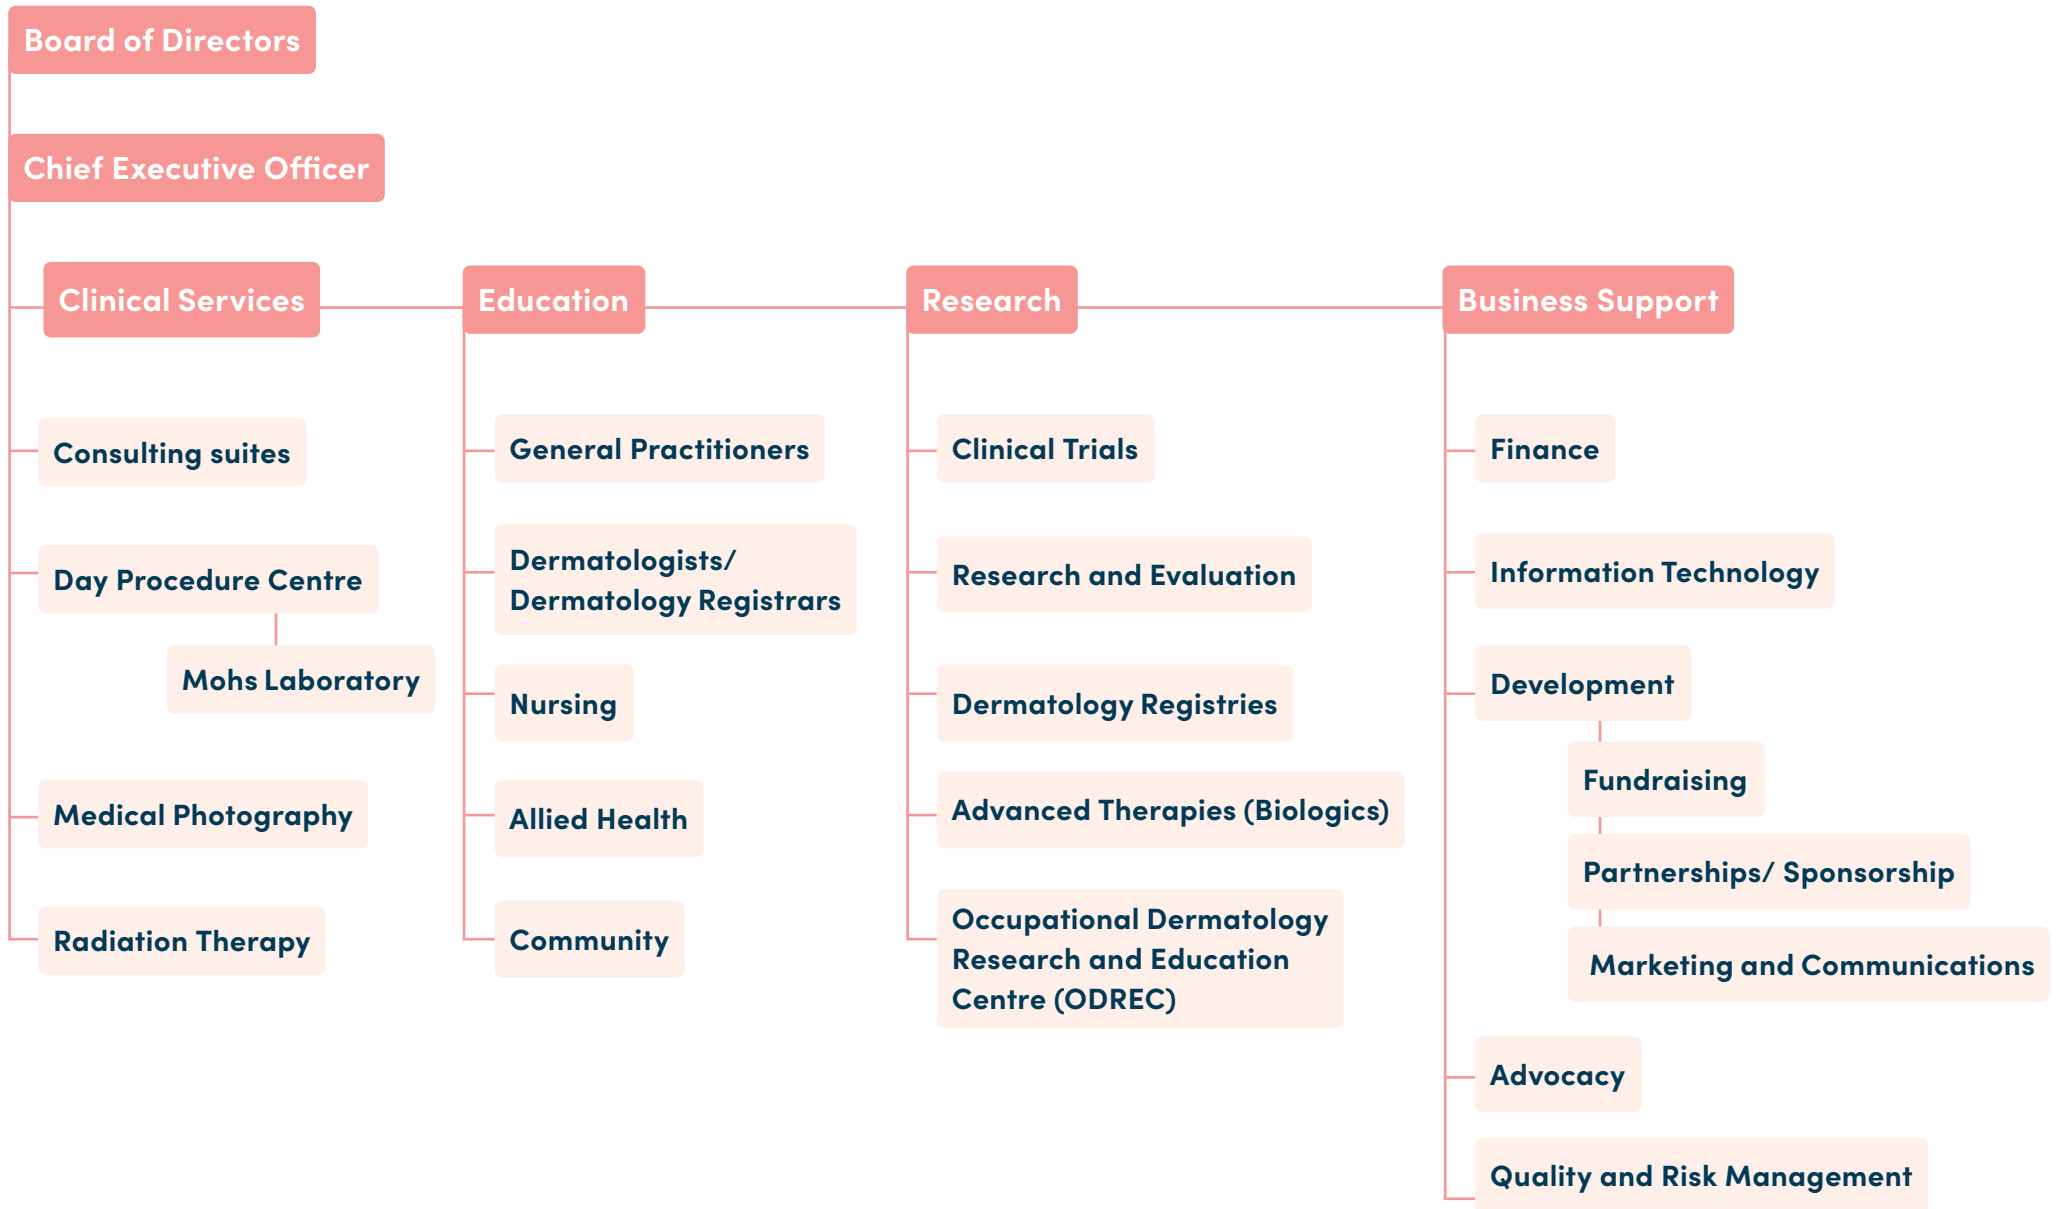 Board of Directors
Chief Executive Officer
Clinical Services
Consulting suites
Day Procedure Centre
Mohs Laboratory
Medical Photography
Radiation Therapy
Education
General Practitioners
Dermatologists/
Dermatology Registrars
Nursing
Allied Health
Community
Research
Clinical Trials
Research and Evaluation
Dermatology Registries
Advanced Therapies (Biologics)
Occupational Dermatology
Research and Education
Centre (ODREC)
Business Support
Finance
Information Technology
Development
Fundraising
Partnerships/ Sponsorship
Marketing and Communications
Advocacy
Quality and Risk Management